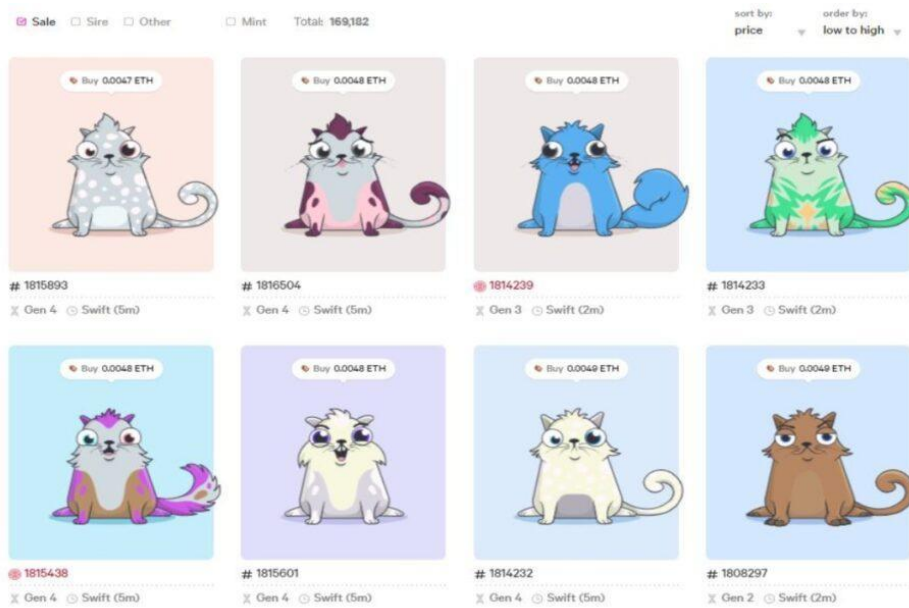 Sale Sire Other Mint Total: 169,182
sort by: order by:
price low to high
Buy 0.0047 ETH
Buy 0.0048 ETH
Buy 0.0048 ETH
Buy 0.0048 ETH
# 1815893
# 1816504
1814239
# 1814233
Gen 4 Swift (5m)
Gen 4 Swift (5m)
Gen 3 Swift (2m)
Gen 3 Swift (2m)
Buy 0.0048 ETH
Buy 0.0048 ETH
Buy 0.0049 ETH
Buy 0.0049 ETH
1815438
# 1815601
# 1814232
# 1808297
Gen 4 Swift (5m)
Gen 4 Swift (5m)
Gen 4 Swift (5m)
Gen 2 Swift (2m)